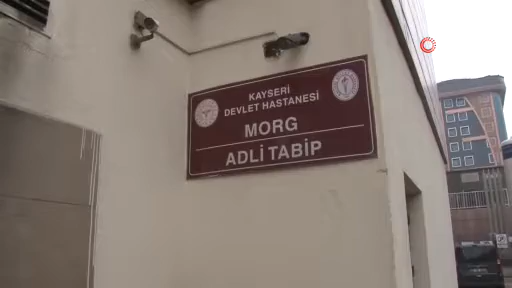 KAYSERİ
DEVLET HASTANESİ
MORG
ADLİ TABİP